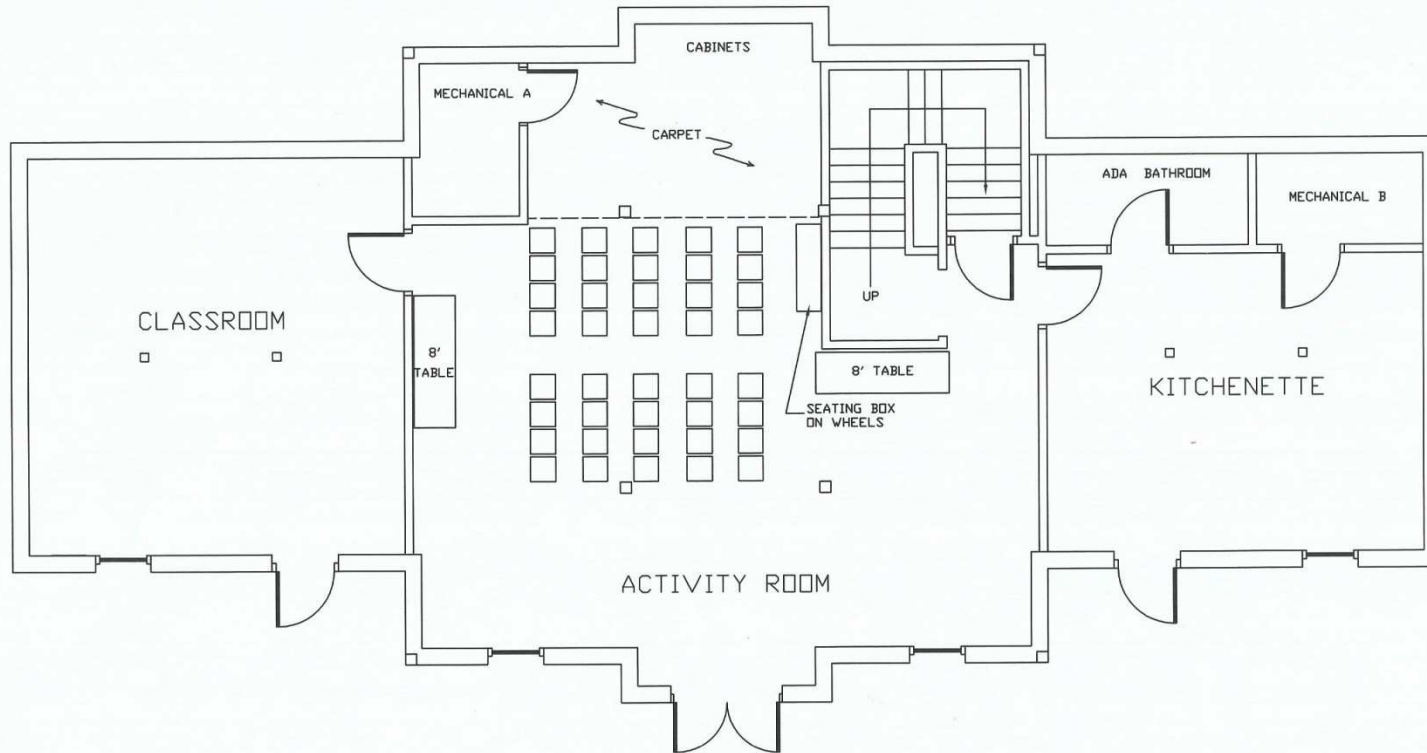 CABINETS
MECHANICAL A
CARPET
ADA BATHROOM
MECHANICAL B
UP
CLASSROOM
8'
TABLE
8' TABLE
SEATING BOX
ON WHEELS
KITCHENETTE
ACTIVITY ROOM